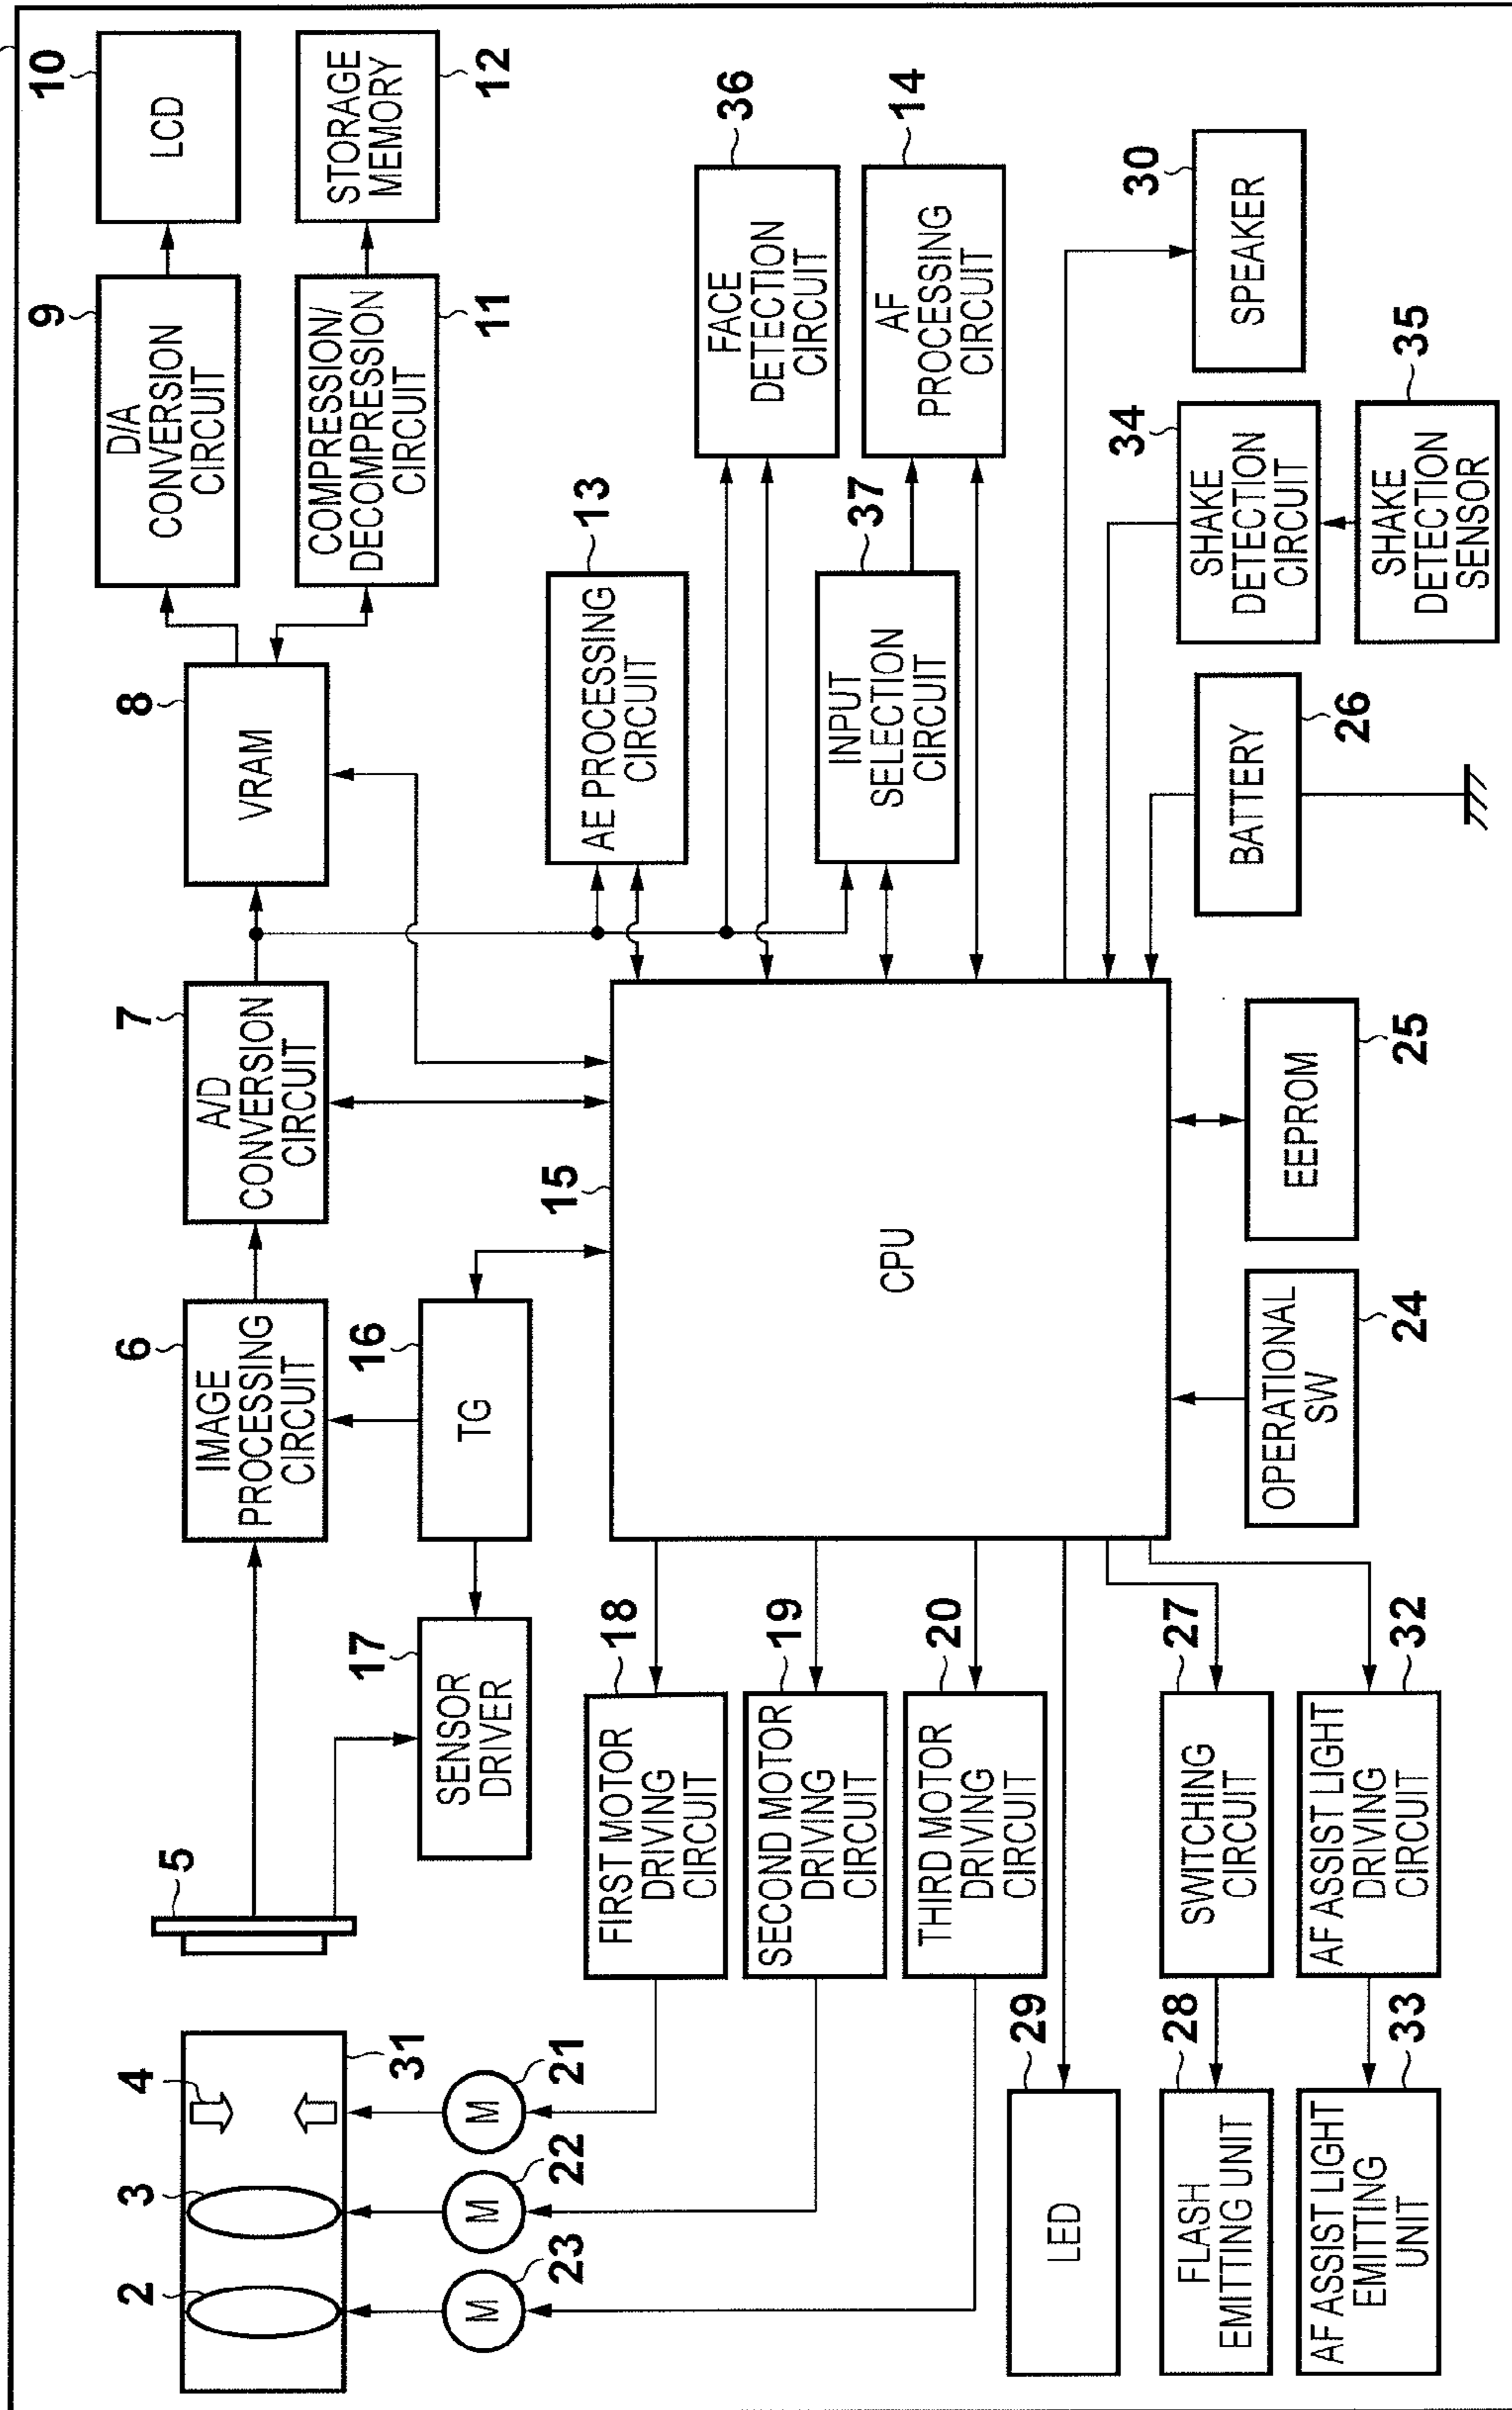 10
LCD
12
STORAGE
MEMORY
9
D/A
CONVERSION
CIRCUIT
11
COMPRESSION/
DECOMPRESSION
CIRCUIT
8
VRAM
7
A/D
CONVERSION
CIRCUIT
6
IMAGE
PROCESSING
CIRCUIT
5
4
3
2
31
16
TG
17
SENSOR
DRIVER
13
AE PROCESSING
CIRCUIT
36
FACE
DETECTION
CIRCUIT
37
INPUT
SELECTION
CIRCUIT
14
AF
PROCESSING
CIRCUIT
15
CPU
21
M
22
M
23
M
18
FIRST MOTOR
DRIVING
CIRCUIT
19
SECOND MOTOR
DRIVING
CIRCUIT
20
THIRD MOTOR
DRIVING
CIRCUIT
29
LED
30
SPEAKER
34
SHAKE
DETECTION
CIRCUIT
35
SHAKE
DETECTION
SENSOR
26
BATTERY
25
EEPROM
24
OPERATIONAL
SW
27
SWITCHING
CIRCUIT
28
FLASH
EMITTING UNIT
32
AF ASSIST LIGHT
DRIVING
CIRCUIT
33
AF ASSIST LIGHT
EMITTING
UNIT